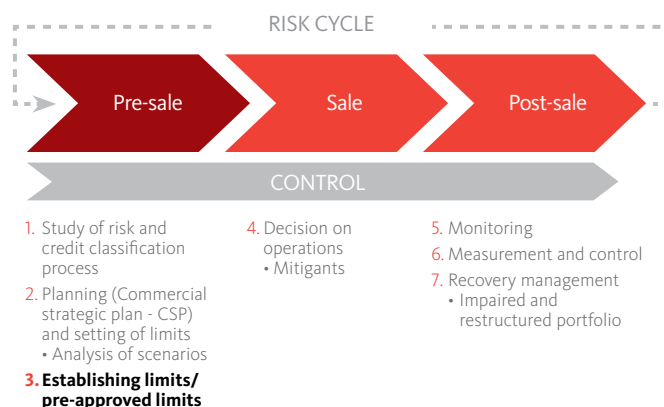 RISK CYCLE
Pre-sale
Sale
Post-sale
CONTROL
1. Study of risk and
credit classification
process
2. Planning (Commercial
strategic plan - CSP)
and setting of limits
• Analysis of scenarios
3. Establishing limits/
pre-approved limits
4. Decision on
operations
• Mitigants
5. Monitoring
6. Measurement and control
7. Recovery management
• Impaired and
restructured portfolio